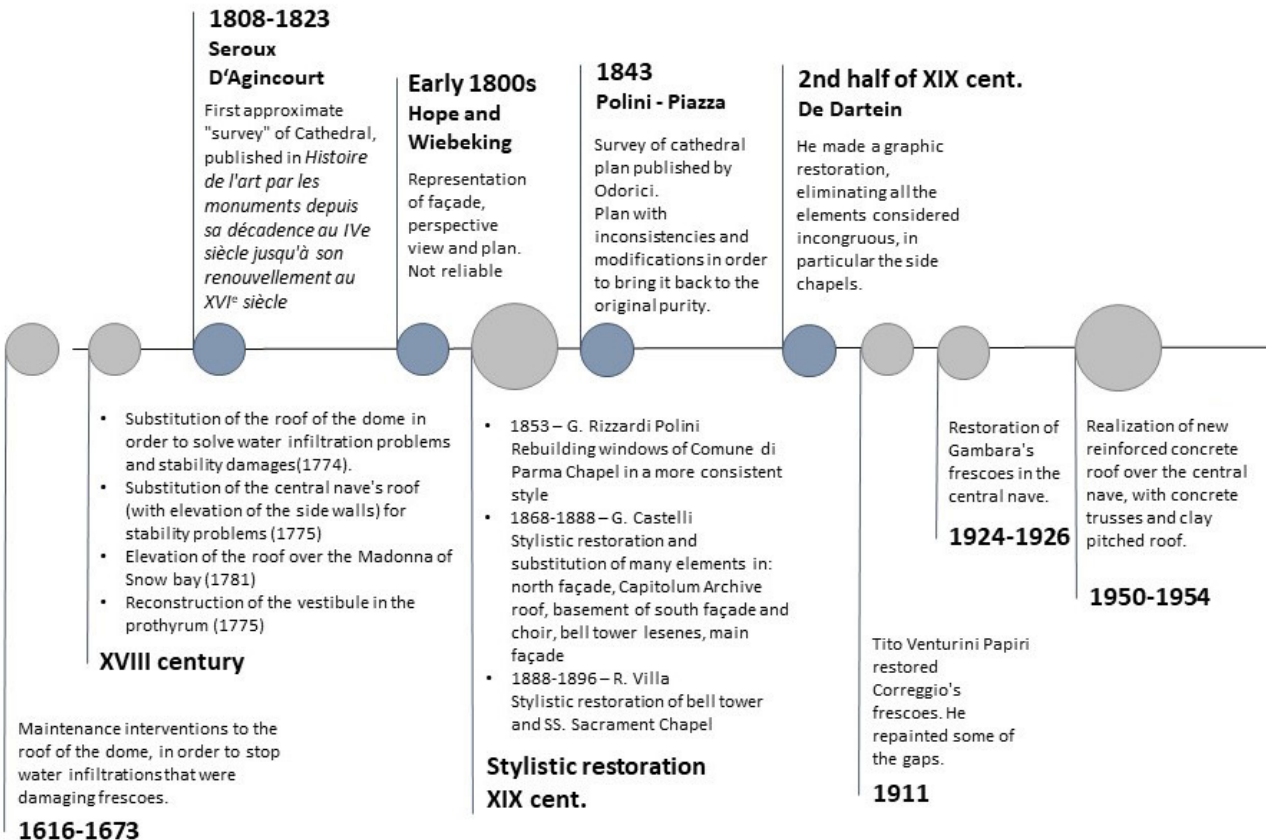 1808-1823
Seroux
D'Agincourt
First approximate
"survey" of Cathedral,
published in Histoire
de l'art par les
monuments depuis
sa décadence au IVe
siècle jusqu'à son
renouvellement au
XVIe siècle
Early 1800s
Hope and
Wiebeking
Representation
of façade,
perspective
view and plan.
Not reliable
1843
Polini - Piazza
Survey of cathedral
plan published by
Odorici.
Plan with
inconsistencies and
modifications in order
to bring it back to the
original purity.
2nd half of XIX cent.
De Dartein
He made a graphic
restoration,
eliminating all the
elements considered
incongruous, in
particular the side
chapels.
Maintenance interventions to the
roof of the dome, in order to stop
water infiltrations that were
damaging frescoes.
1616-1673
• Substitution of the roof of the dome in
order to solve water infiltration problems
and stability damages(1774).
• Substitution of the central nave's roof
(with elevation of the side walls) for
stability problems (1775)
• Elevation of the roof over the Madonna of
Snow bay (1781)
• Reconstruction of the vestibule in the
prothyrum (1775)
XVIII century
• 1853 – G. Rizzardi Polini
Rebuilding windows of Comune di
Parma Chapel in a more consistent
style
• 1868-1888 – G. Castelli
Stylistic restoration and
substitution of many elements in:
north façade, Capitolum Archive
roof, basement of south façade and
choir, bell tower lesenes, main
façade
• 1888-1896 – R. Villa
Stylistic restoration of bell tower
and SS. Sacrament Chapel
Stylistic restoration
XIX cent.
Tito Venturini Papiri
restored
Correggio's
frescoes. He
repainted some of
the gaps.
1911
Restoration of
Gambara's
frescoes in the
central nave.
1924-1926
Realization of new
reinforced concrete
roof over the central
nave, with concrete
trusses and clay
pitched roof.
1950-1954